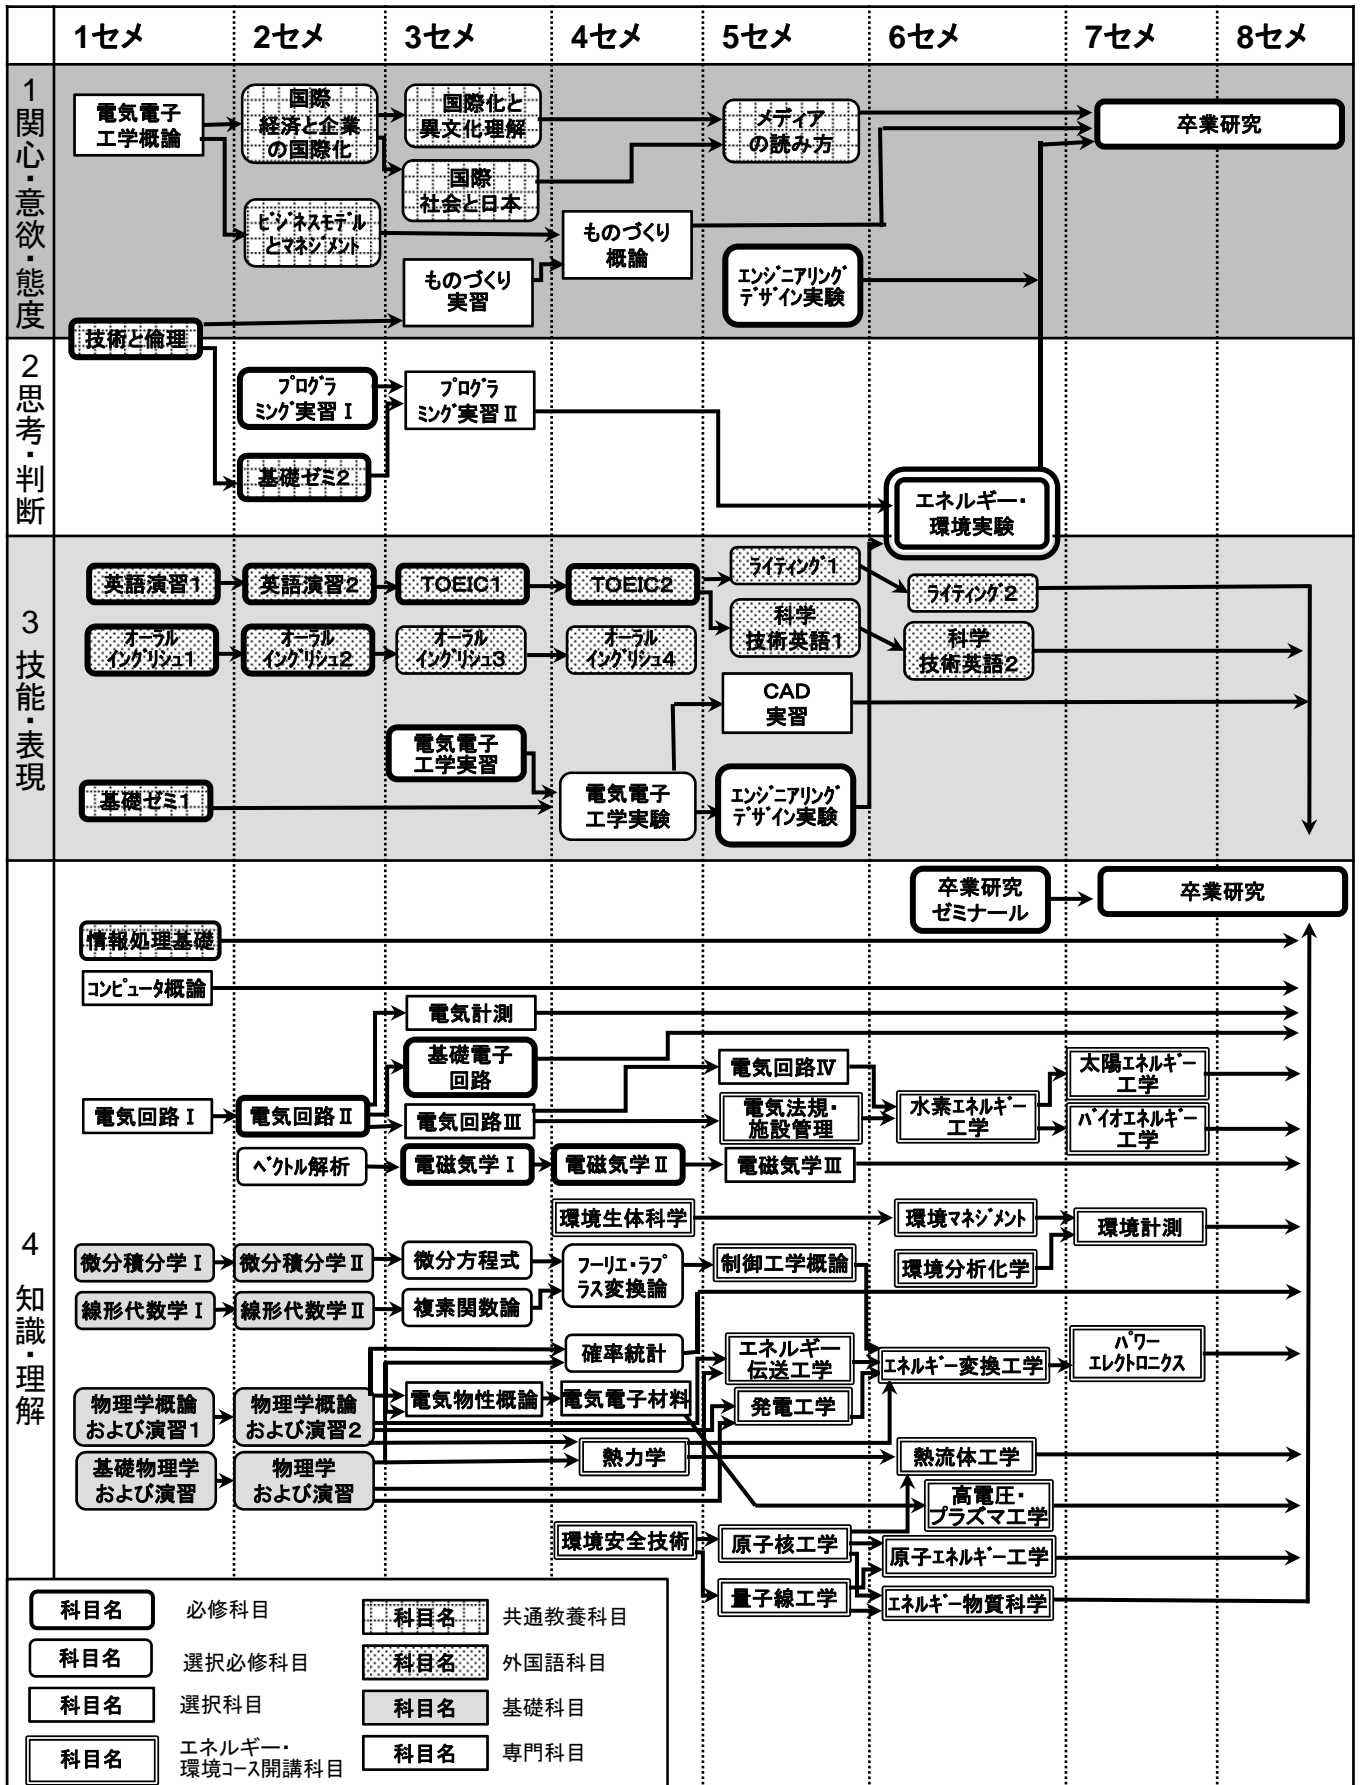 1セメ
2セメ
3セメ
4セメ
5セメ
6セメ
7セメ
8セメ
1
関心・意欲・態度
電気電子
工学概論
国際
経済と企業
の国際化
国際化と
異文化理解
国際
社会と日本
メディア
の読み方
卒業研究
ビジネスモデル
とマネジメント
ものづくり
概論
ものづくり
実習
エンジニアリング
デザイン実験
技術と倫理
2
思考・判断
プログラ
ミング実習Ⅰ
プログラ
ミング実習Ⅱ
基礎ゼミ2
エネルギー・
環境実験
3
技能・表現
英語演習1
英語演習2
TOEIC1
TOEIC2
ライティング1
ライティング2
オーラル
イングリシュ1
オーラル
イングリシュ2
オーラル
イングリシュ3
オーラル
イングリシュ4
科学
技術英語1
科学
技術英語2
CAD
実習
電気電子
工学実習
基礎ゼミ1
電気電子
工学実験
エンジニアリング
デザイン実験
4
知識・理解
卒業研究
ゼミナール
卒業研究
情報処理基礎
コンピュータ概論
電気計測
基礎電子
回路
電気回路Ⅳ
太陽エネルギー
工学
電気回路Ⅰ
電気回路Ⅱ
電気回路Ⅲ
電気法規・
施設管理
水素エネルギー
工学
バイオエネルギー
工学
ベクトル解析
電磁気学Ⅰ
電磁気学Ⅱ
電磁気学Ⅲ
環境生体科学
環境マネジメント
環境計測
微分積分学Ⅰ
微分積分学Ⅱ
微分方程式
フーリエ・ラプ
ラス変換論
制御工学概論
環境分析化学
線形代数学Ⅰ
線形代数学Ⅱ
複素関数論
確率統計
エネルギー
伝送工学
エネルギー変換工学
パワー
エレクトロニクス
物理学概論
および演習1
物理学概論
および演習2
電気物性概論
電気電子材料
発電工学
基礎物理学
および演習
物理学
および演習
熱力学
熱流体工学
高電圧・
プラズマ工学
環境安全技術
原子核工学
原子エネルギー工学
量子線工学
エネルギー物質科学
科目名
必修科目
科目名
共通教養科目
科目名
選択必修科目
科目名
外国語科目
科目名
選択科目
科目名
基礎科目
科目名
エネルギー・
環境コース開講科目
科目名
専門科目